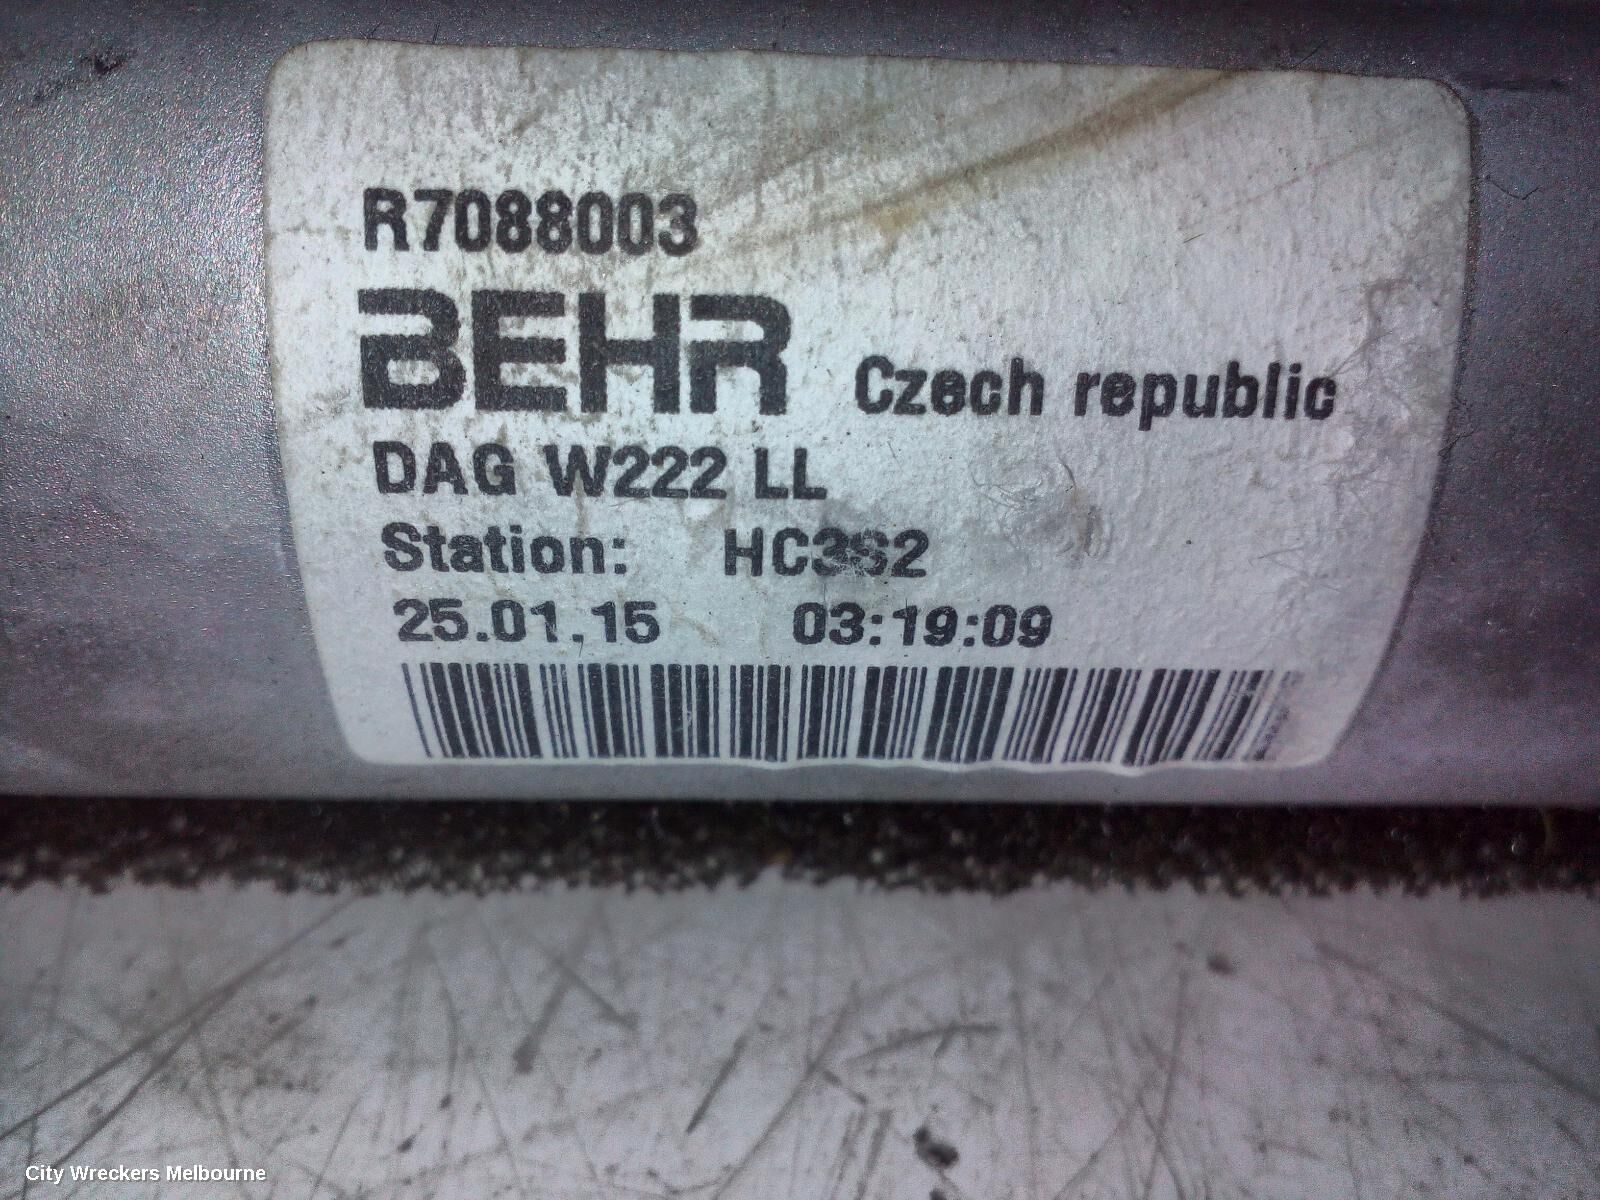 R7088003
BEHR Czech republic
DAG W222 LL
Station: HC3S2
25.01.15 03:19:09
City Wreckers Melbourne